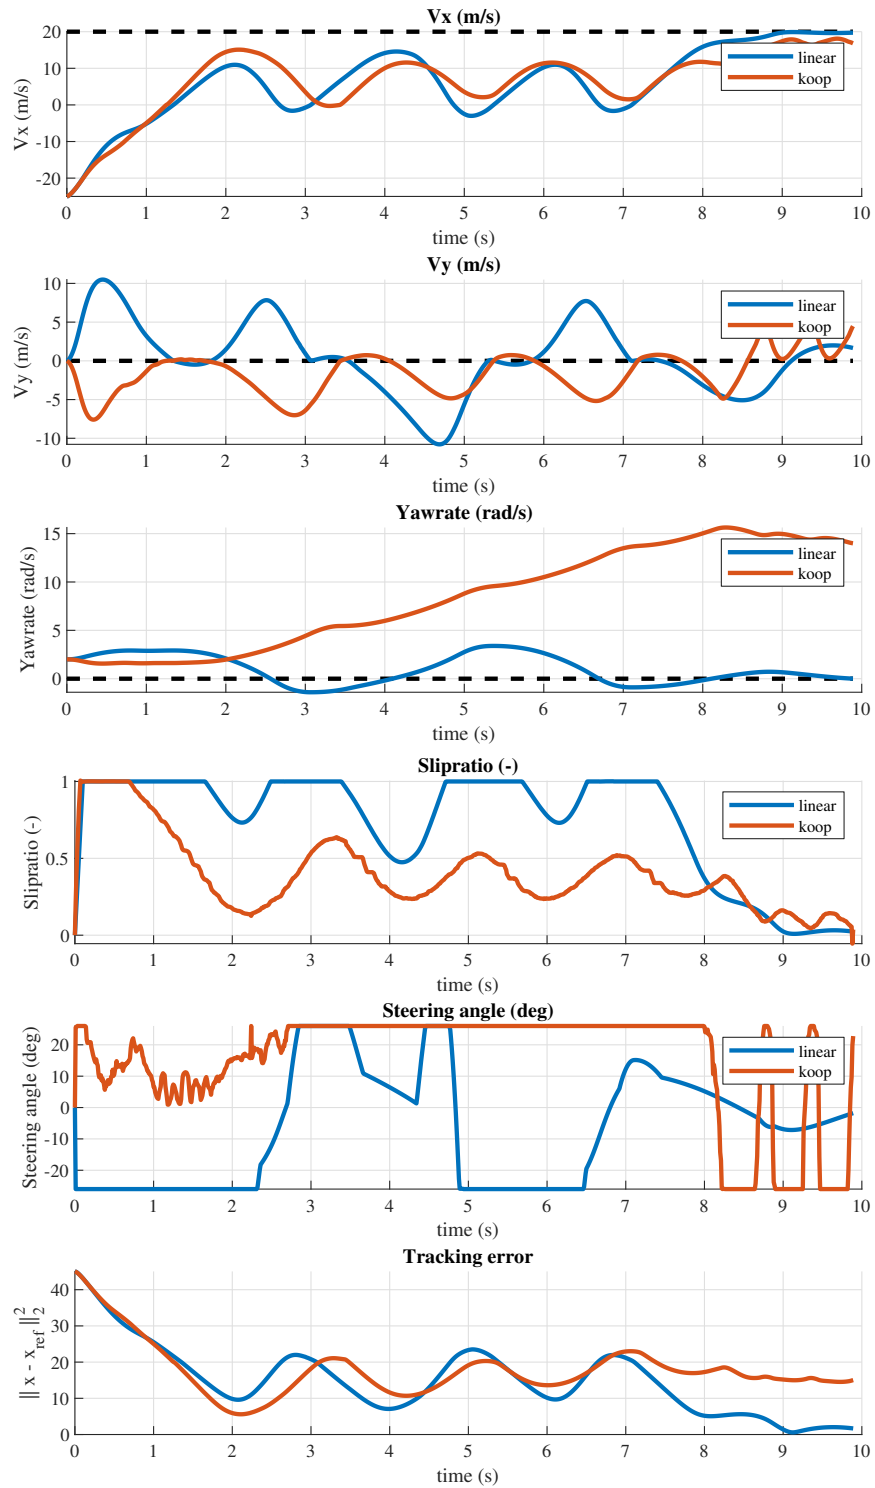 Vx (m/s)
20
10
0
-10
-20
Vx (m/s)
linear
koop
0 1 2 3 4 5 6 7 8 9 10
time (s)
Vy (m/s)
10
5
0
-5
-10
Vy (m/s)
linear
koop
0 1 2 3 4 5 6 7 8 9 10
time (s)
Yawrate (rad/s)
15
10
5
0
Yawrate (rad/s)
linear
koop
0 1 2 3 4 5 6 7 8 9 10
time (s)
Slipratio (-)
1
0.5
0
Slipratio (-)
linear
koop
0 1 2 3 4 5 6 7 8 9 10
time (s)
Steering angle (deg)
20
10
0
-10
-20
Steering angle (deg)
linear
koop
0 1 2 3 4 5 6 7 8 9 10
time (s)
Tracking error
40
30
20
10
0
|| x - x_ref ||_2^2
0 1 2 3 4 5 6 7 8 9 10
time (s)